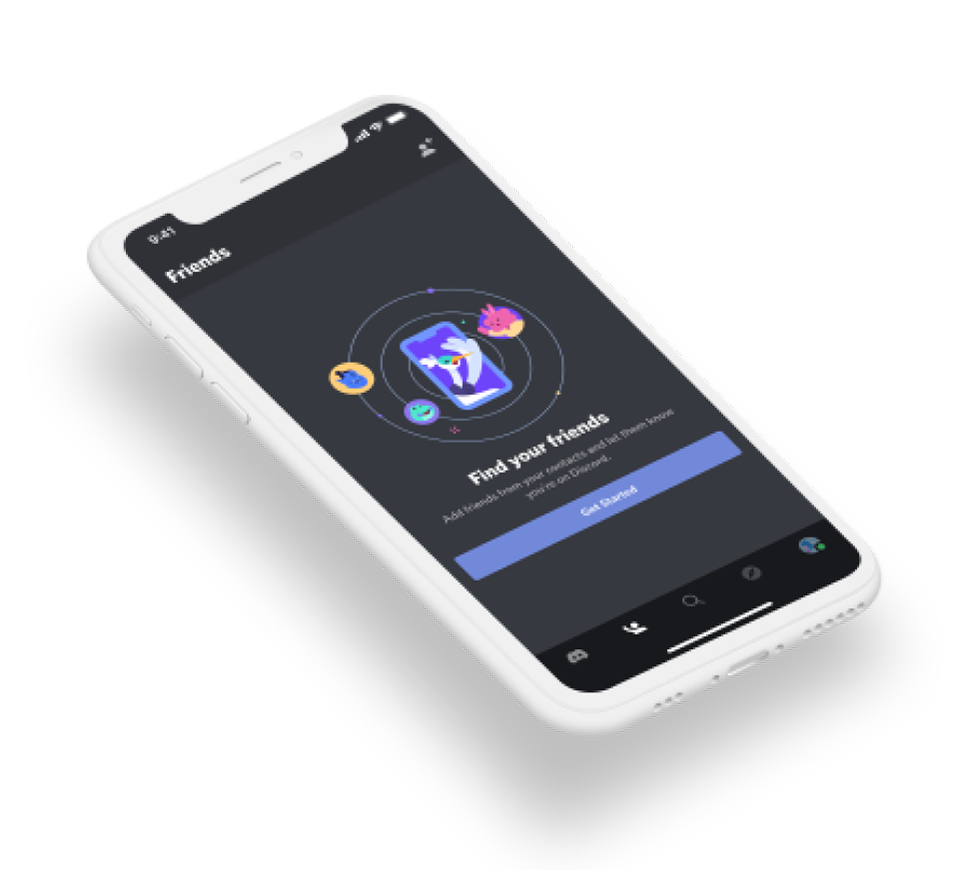 9:41
Friends
Find your friends
Add friends from your contacts and let them know
you're on Discord.
Get Started